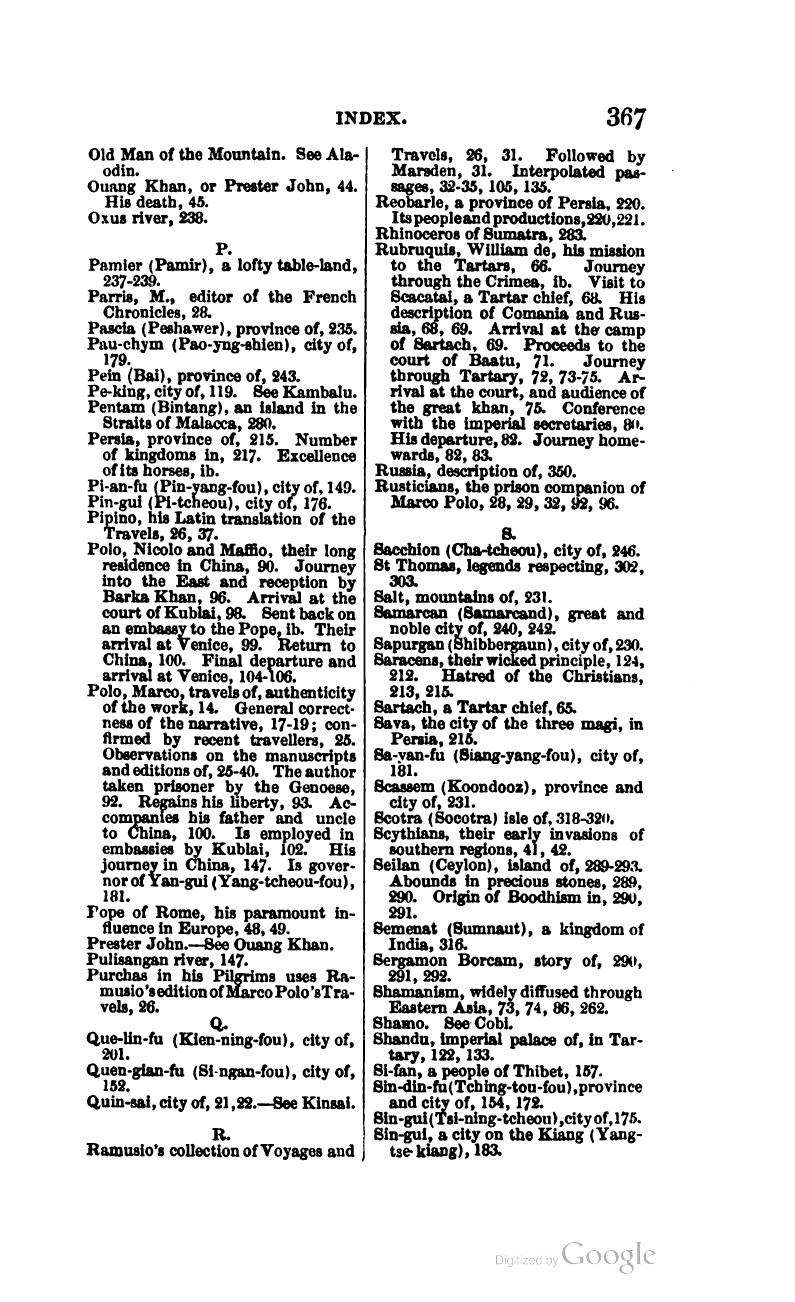 INDEX. 367
Old Man of the Mountain. See Ala-
odin.
Ouang Khan, or Prester John, 44.
His death, 45.
Oxus river, 238.
P.
Pamier (Pamir), a lofty table-land,
237-239.
Parris, M., editor of the French
Chronicles, 28.
Pascia (Peshawer), province of, 235.
Pau-chym (Pao-yng-shien), city of,
179.
Pein (Bai), province of, 243.
Pe-king, city of, 119. See Kambalu.
Pentam (Bintang), an island in the
Straits of Malacca, 280.
Persia, province of, 215. Number
of kingdoms in, 217. Excellence
of its horses, ib.
Pi-an-fu (Pin-yang-fou), city of, 149.
Pin-gui (Pi-tcheou), city of, 176.
Pipino, his Latin translation of the
Travels, 26, 37.
Polo, Nicolo and Maffio, their long
residence in China, 90. Journey
into the East and reception by
Barka Khan, 96. Arrival at the
court of Kublai, 98. Sent back on
an embassy to the Pope, ib. Their
arrival at Venice, 99. Return to
China, 100. Final departure and
arrival at Venice, 104-106.
Polo, Marco, travels of, authenticity
of the work, 14. General correct-
ness of the narrative, 17-19; con-
firmed by recent travellers, 25.
Observations on the manuscripts
and editions of, 25-40. The author
taken prisoner by the Genoese,
92. Regains his liberty, 93. Ac-
companies his father and uncle
to China, 100. Is employed in
embassies by Kublai, 102. His
journey in China, 147. Is gover-
nor of Yan-gui (Yang-tcheou-fou),
181.
Pope of Rome, his paramount in-
fluence in Europe, 48, 49.
Prester John.—See Ouang Khan.
Pulisangan river, 147.
Purchas in his Pilgrims uses Ra-
musio's edition of Marco Polo's Tra-
vels, 26.
Q.
Que-lin-fu (Kien-ning-fou), city of,
201.
Quen-gian-fu (Si-ngan-fou), city of,
152.
Quin-sai, city of, 21, 22.—See Kinsai.
R.
Ramusio's collection of Voyages and
Travels, 26, 31. Followed by
Marsden, 31. Interpolated pas-
sages, 32-35, 105, 135.
Reobarle, a province of Persia, 220.
Its people and productions, 220, 221.
Rhinoceros of Sumatra, 283.
Rubruquis, William de, his mission
to the Tartars, 66. Journey
through the Crimea, ib. Visit to
Scacatai, a Tartar chief, 68. His
description of Comania and Rus-
sia, 68, 69. Arrival at the camp
of Sartach, 69. Proceeds to the
court of Baatu, 71. Journey
through Tartary, 72, 73-75. Ar-
rival at the court, and audience of
the great khan, 75. Conference
with the imperial secretaries, 80.
His departure, 82. Journey home-
wards, 82, 83.
Russia, description of, 350.
Rusticians, the prison companion of
Marco Polo, 28, 29, 32, 92, 96.
S.
Sacchion (Cha-tcheou), city of, 246.
St Thomas, legends respecting, 302,
303.
Salt, mountains of, 231.
Samarcan (Samarcand), great and
noble city of, 240, 242.
Sapurgan (Shibbergaun), city of, 230.
Saracens, their wicked principle, 124,
212. Hatred of the Christians,
213, 215.
Sartach, a Tartar chief, 65.
Sava, the city of the three magi, in
Persia, 215.
Sa-yan-fu (Siang-yang-fou), city of,
181.
Scassem (Koondooz), province and
city of, 231.
Scotra (Socotra) isle of, 318-320.
Scythians, their early invasions of
southern regions, 41, 42.
Seilan (Ceylon), island of, 289-293.
Abounds in precious stones, 289,
290. Origin of Boodhism in, 290,
291.
Semenat (Sumnaut), a kingdom of
India, 316.
Sergamon Borcam, story of, 290,
291, 292.
Shamanism, widely diffused through
Eastern Asia, 73, 74, 86, 262.
Shamo. See Cobi.
Shandu, imperial palace of, in Tar-
tary, 122, 133.
Si-fan, a people of Thibet, 157.
Sin-din-fu (Tching-tou-fou), province
and city of, 154, 172.
Sin-gui (Tsi-ning-tcheou), city of, 175.
Sin-gui, a city on the Kiang (Yang-
tse-kiang), 183.
Digitized by Google